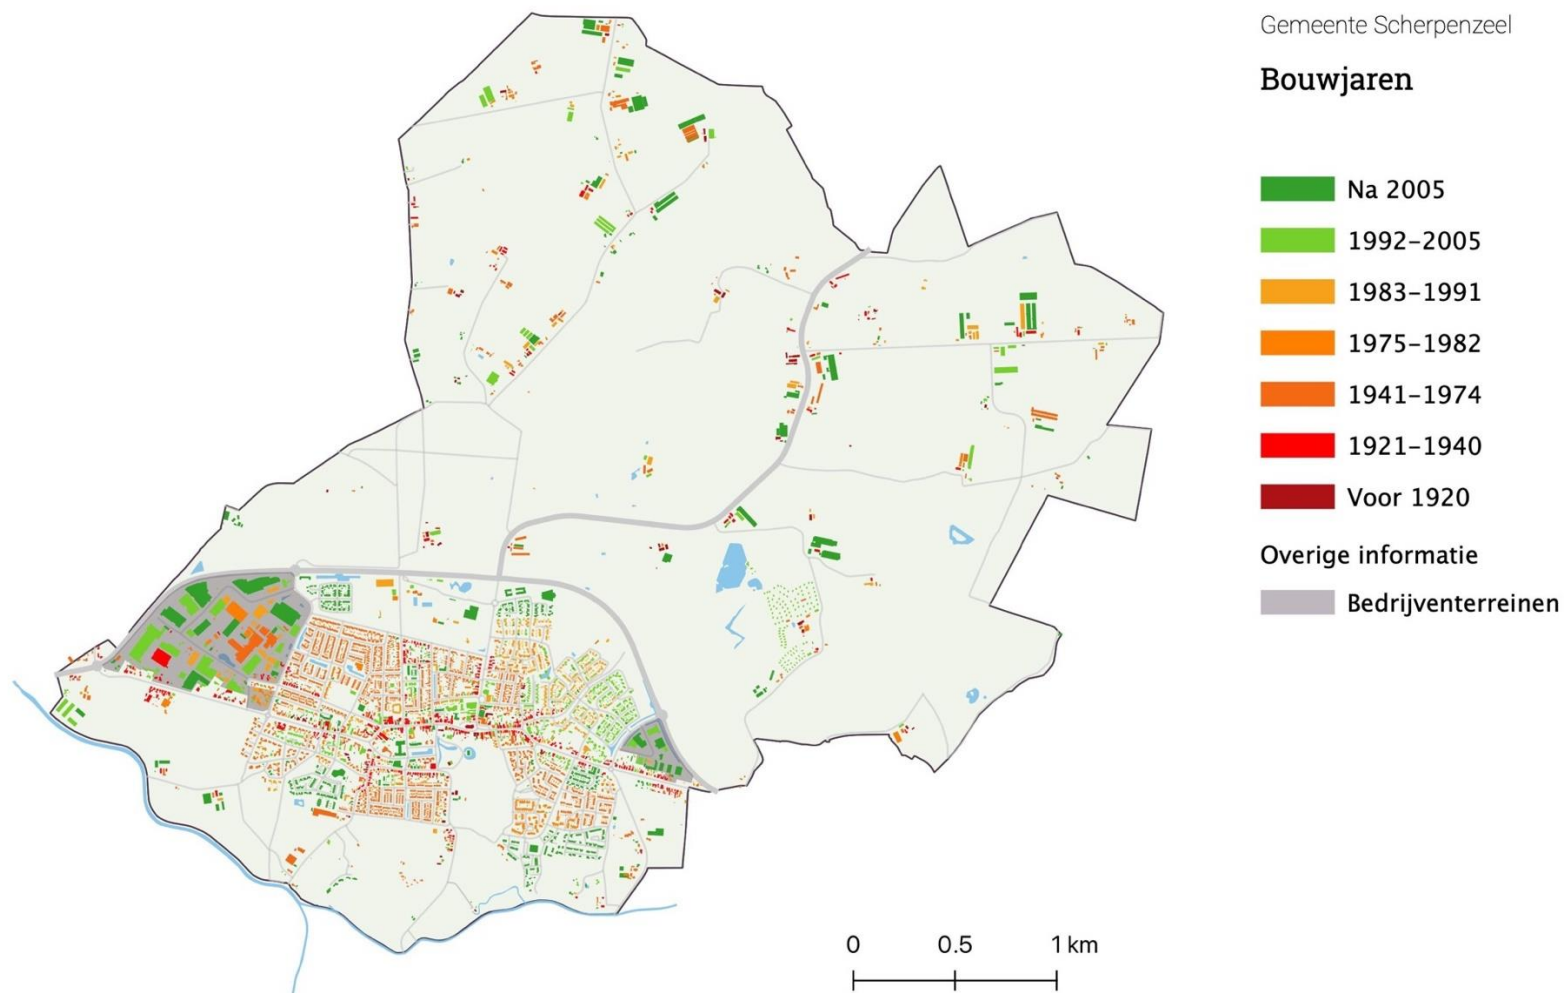 Gemeente Scherpenzeel
Bouwjaren
Na 2005
1992–2005
1983–1991
1975–1982
1941–1974
1921–1940
Voor 1920
Overige informatie
Bedrijventerreinen
0 0.5 1 km